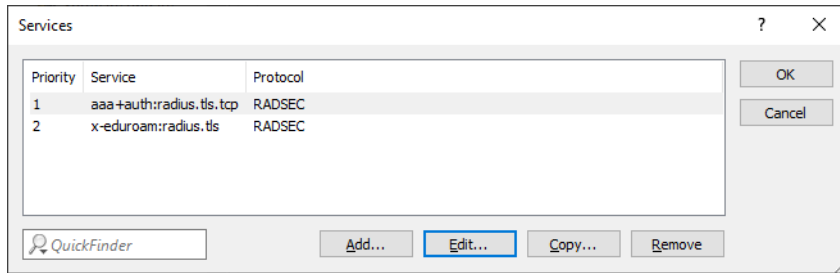 Services ?
Priority Service Protocol
1 aaa+auth:radius.tls.tcp RADSEC
2 x-eduroam:radius.tls RADSEC
OK
Cancel
QuickFinder Add... Edit... Copy... Remove